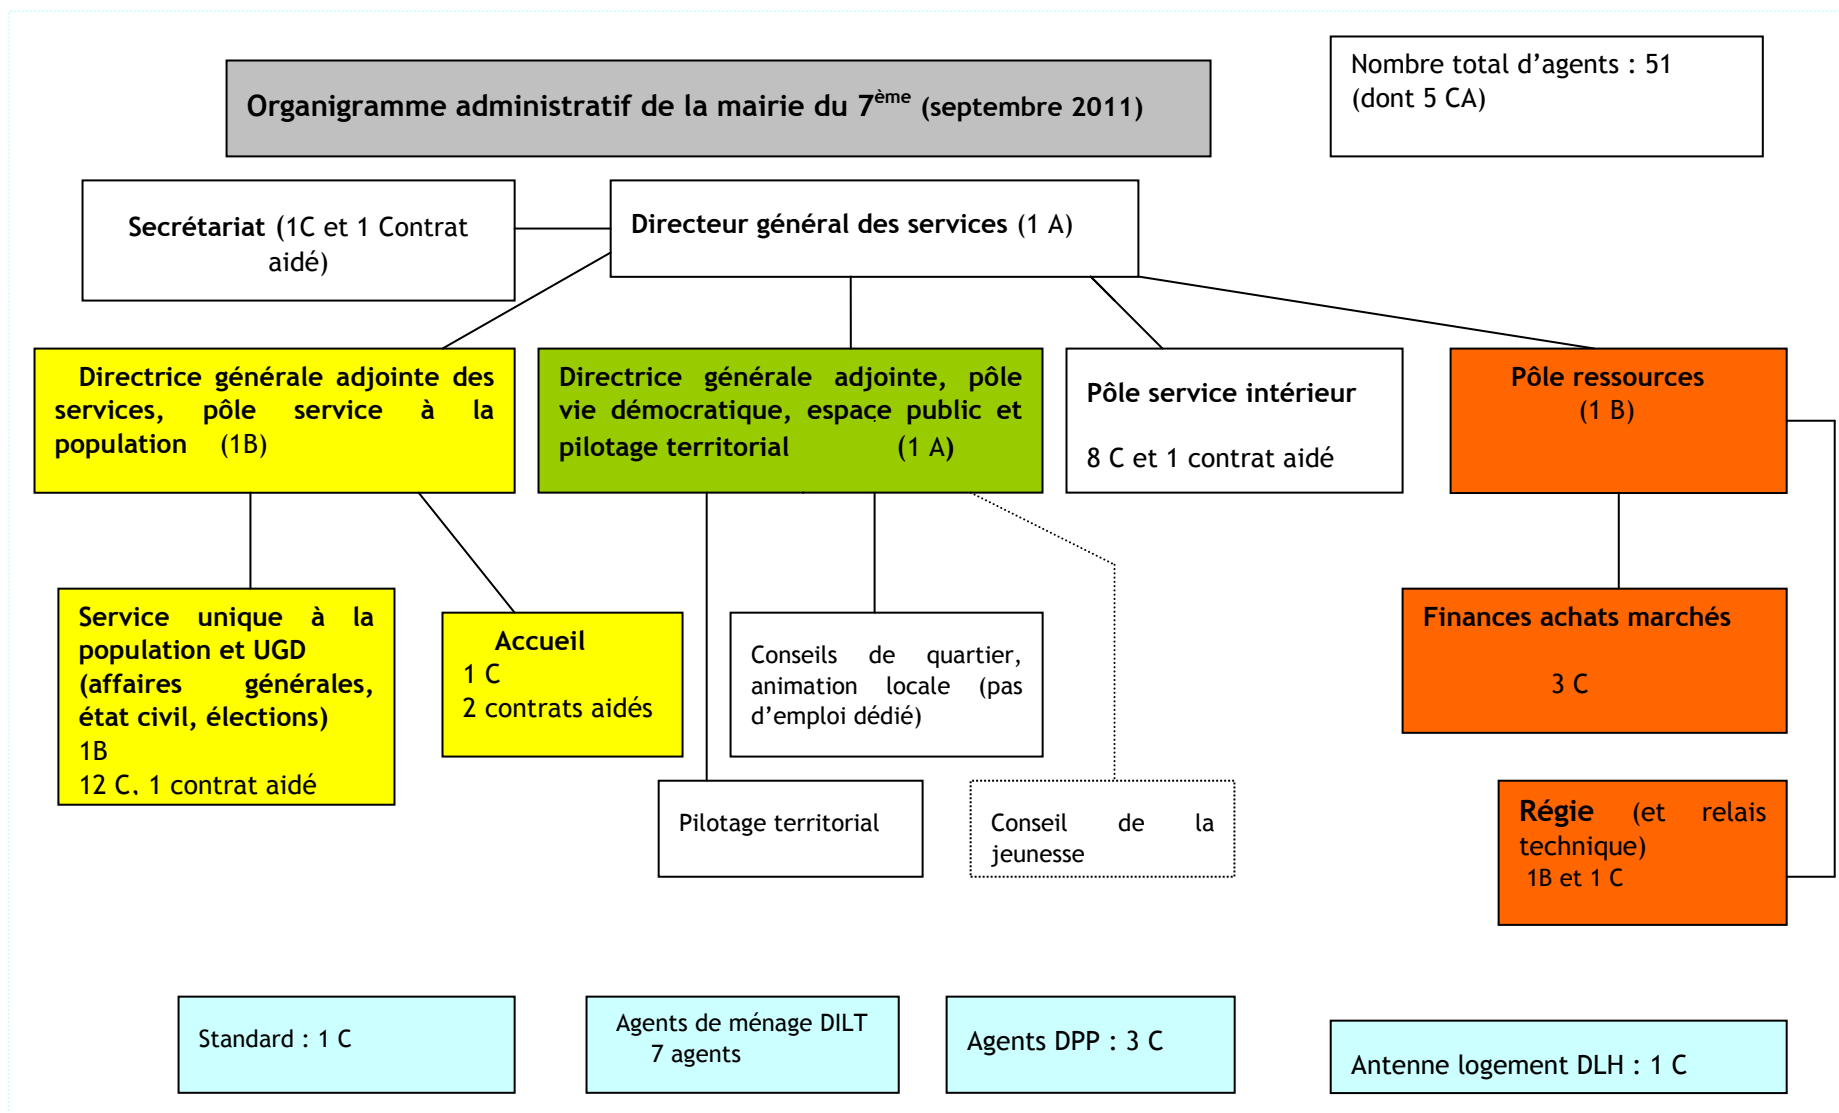 Nombre total d'agents : 51
(dont 5 CA)
Organigramme administratif de la mairie du 7ème (septembre 2011)
Secrétariat (1C et 1 Contrat
aidé)
Directeur général des services (1 A)
Directrice générale adjointe des
services, pôle service à la
population (1B)
Directrice générale adjointe, pôle
vie démocratique, espace public et
pilotage territorial (1 A)
Pôle service intérieur
8 C et 1 contrat aidé
Pôle ressources
(1 B)
Service unique à la
population et UGD
(affaires générales,
état civil, élections)
1B
12 C, 1 contrat aidé
Accueil
1 C
2 contrats aidés
Conseils de quartier,
animation locale (pas
d'emploi dédié)
Finances achats marchés
3 C
Pilotage territorial
Conseil de la
jeunesse
Régie (et relais
technique)
1B et 1 C
Standard : 1 C
Agents de ménage DILT
7 agents
Agents DPP : 3 C
Antenne logement DLH : 1 C